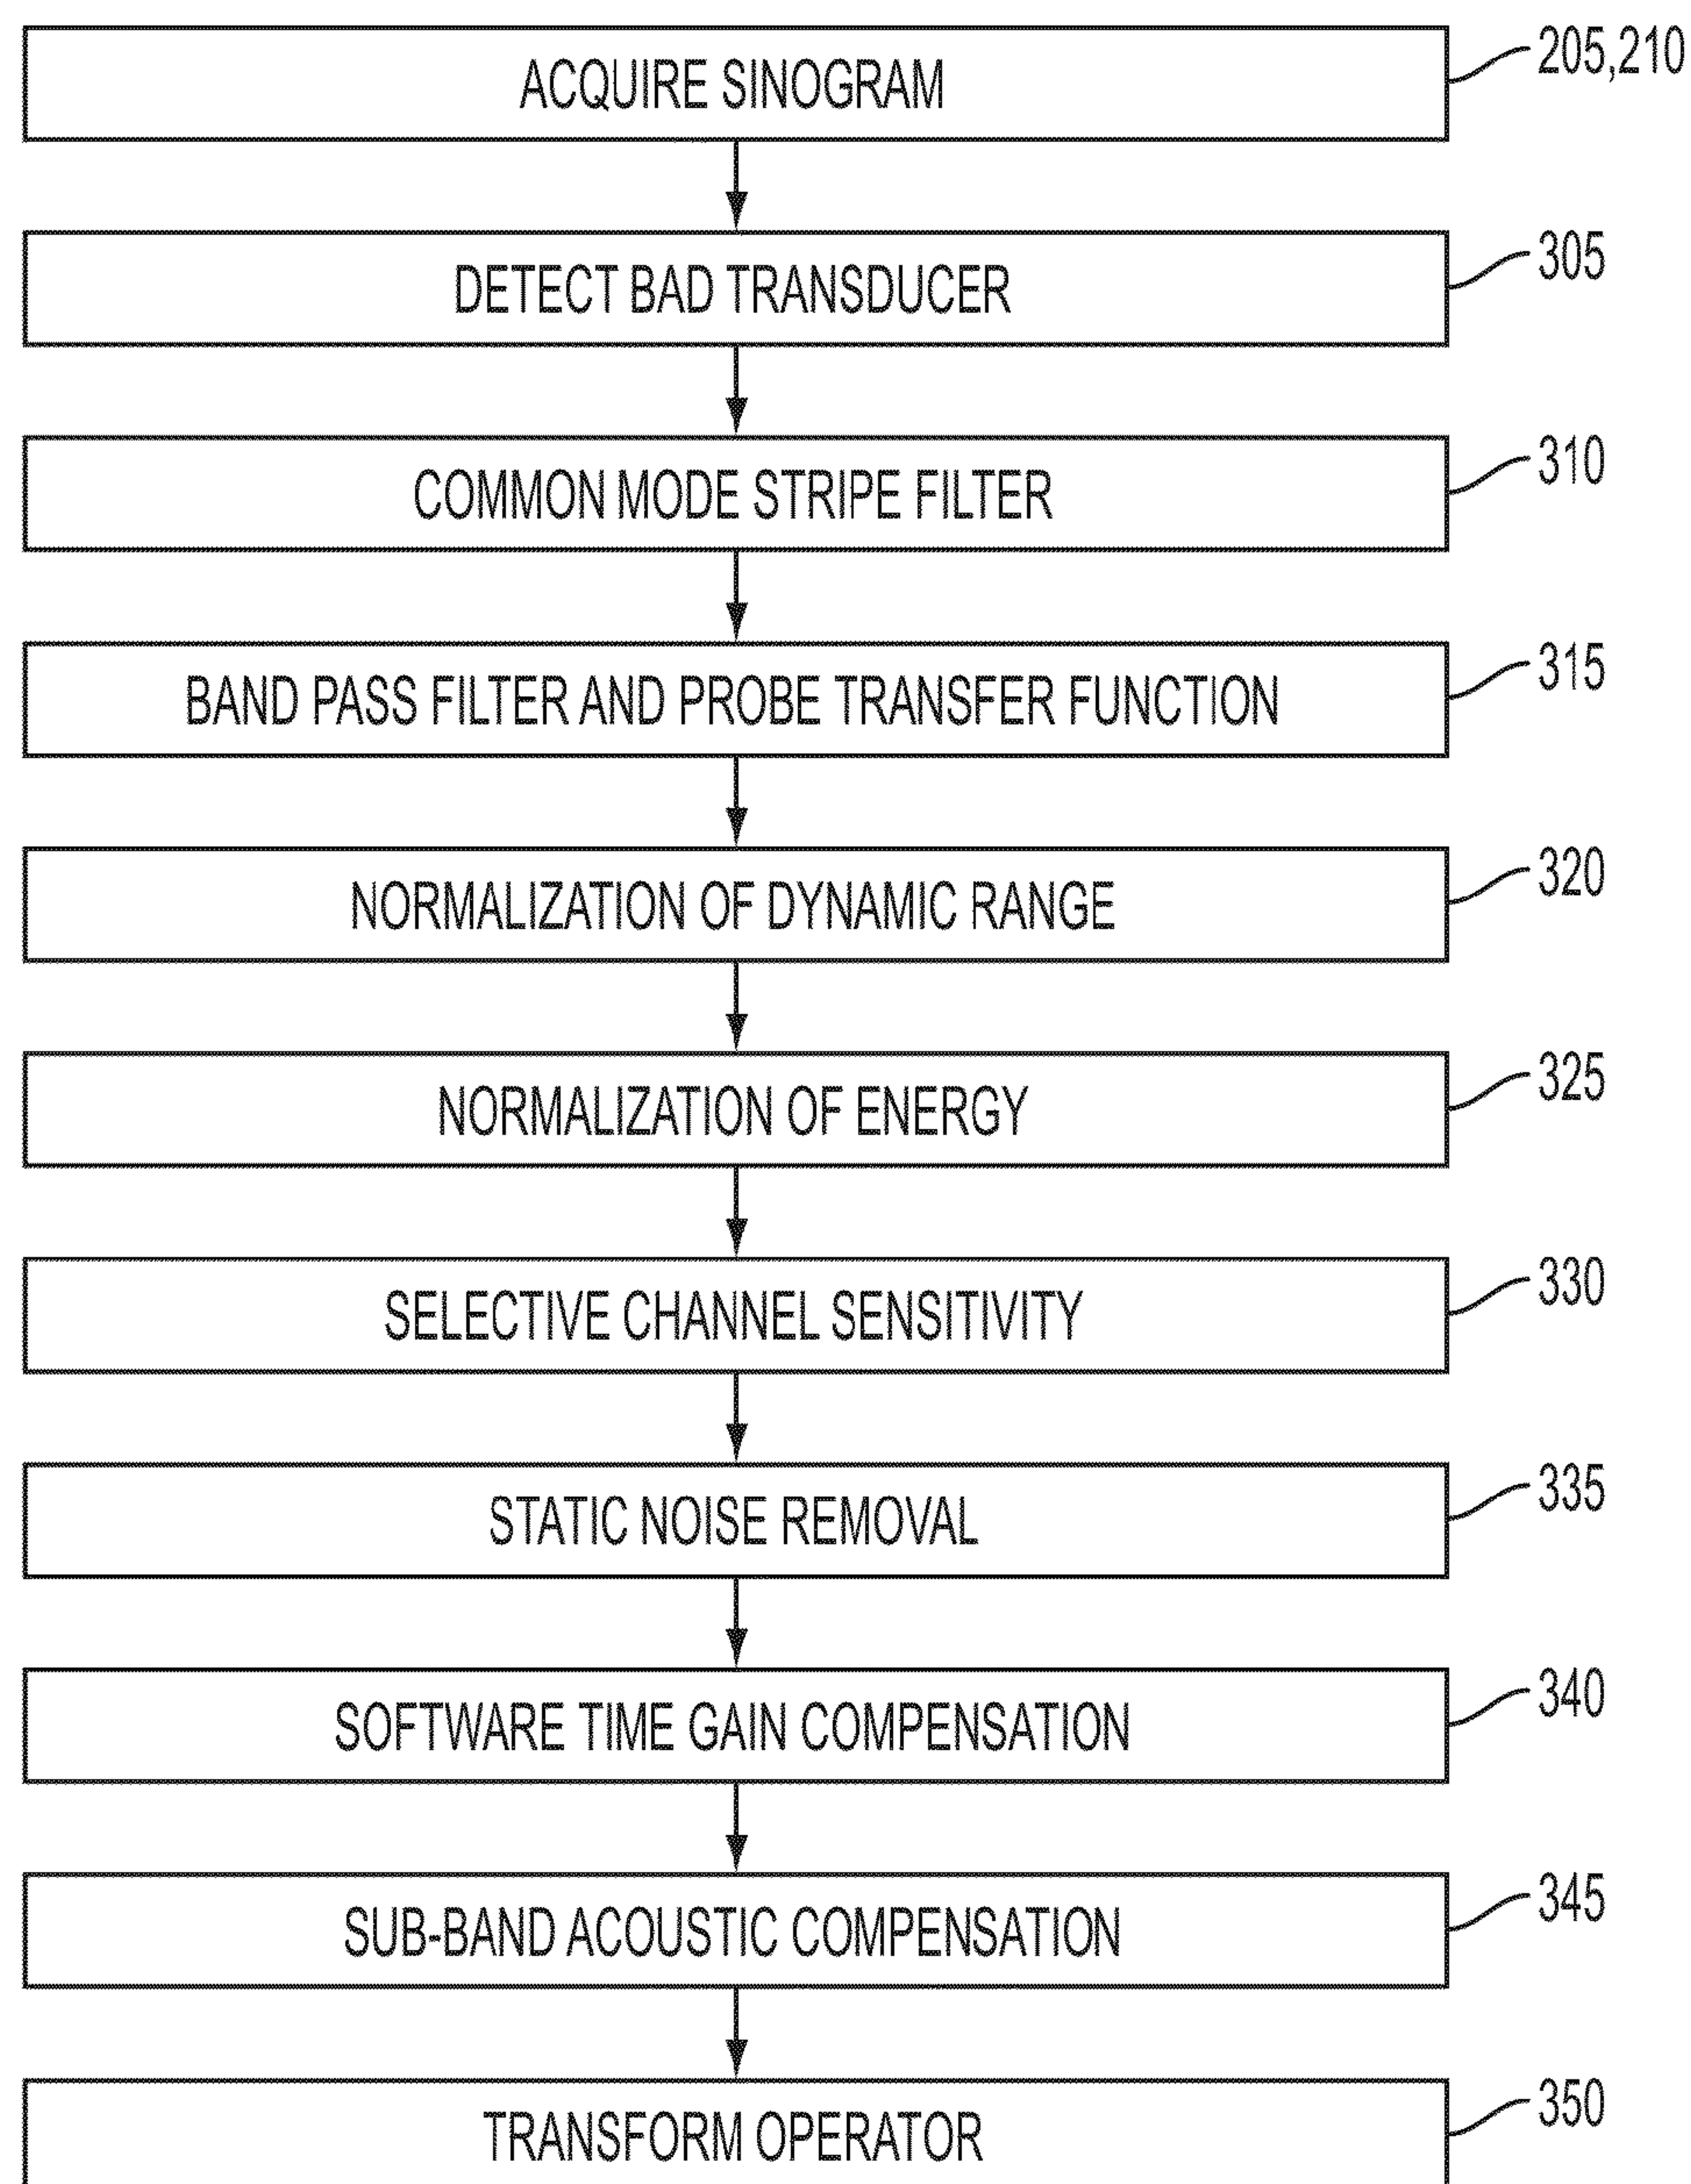 ACQUIRE SINOGRAM
205,210
DETECT BAD TRANSDUCER
305
COMMON MODE STRIPE FILTER
310
BAND PASS FILTER AND PROBE TRANSFER FUNCTION
315
NORMALIZATION OF DYNAMIC RANGE
320
NORMALIZATION OF ENERGY
325
SELECTIVE CHANNEL SENSITIVITY
330
STATIC NOISE REMOVAL
335
SOFTWARE TIME GAIN COMPENSATION
340
SUB-BAND ACOUSTIC COMPENSATION
345
TRANSFORM OPERATOR
350